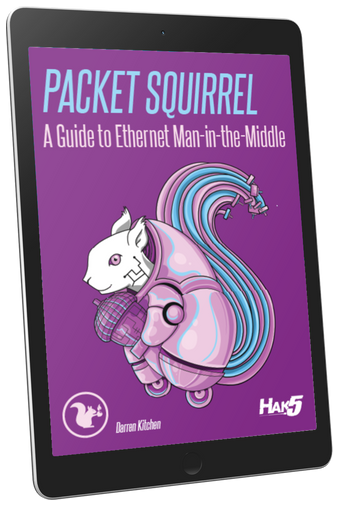 PACKET SQUIRREL
A Guide to Ethernet Man-in-the-Middle
Darren Kitchen
HAK5